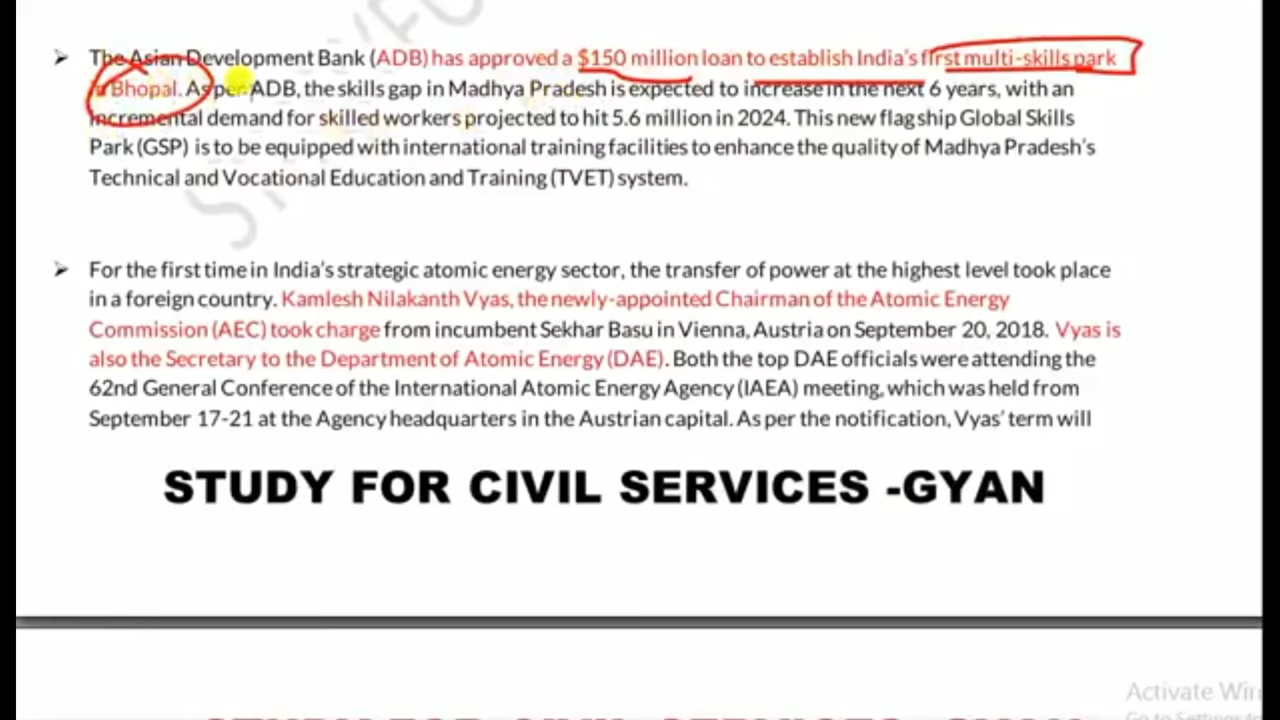 ➢ The Asian Development Bank (ADB) has approved a $150 million loan to establish India's first multi-skills park
Bhopal. As per ADB, the skills gap in Madhya Pradesh is expected to increase in the next 6 years, with an
incremental demand for skilled workers projected to hit 5.6 million in 2024. This new flagship Global Skills
Park (GSP) is to be equipped with international training facilities to enhance the quality of Madhya Pradesh's
Technical and Vocational Education and Training (TVET) system.
➢ For the first time in India's strategic atomic energy sector, the transfer of power at the highest level took place
in a foreign country. Kamlesh Nilakanth Vyas, the newly-appointed Chairman of the Atomic Energy
Commission (AEC) took charge from incumbent Sekhar Basu in Vienna, Austria on September 20, 2018. Vyas is
also the Secretary to the Department of Atomic Energy (DAE). Both the top DAE officials were attending the
62nd General Conference of the International Atomic Energy Agency (IAEA) meeting, which was held from
September 17-21 at the Agency headquarters in the Austrian capital. As per the notification, Vyas' term will
STUDY FOR CIVIL SERVICES -GYAN
Activate Win